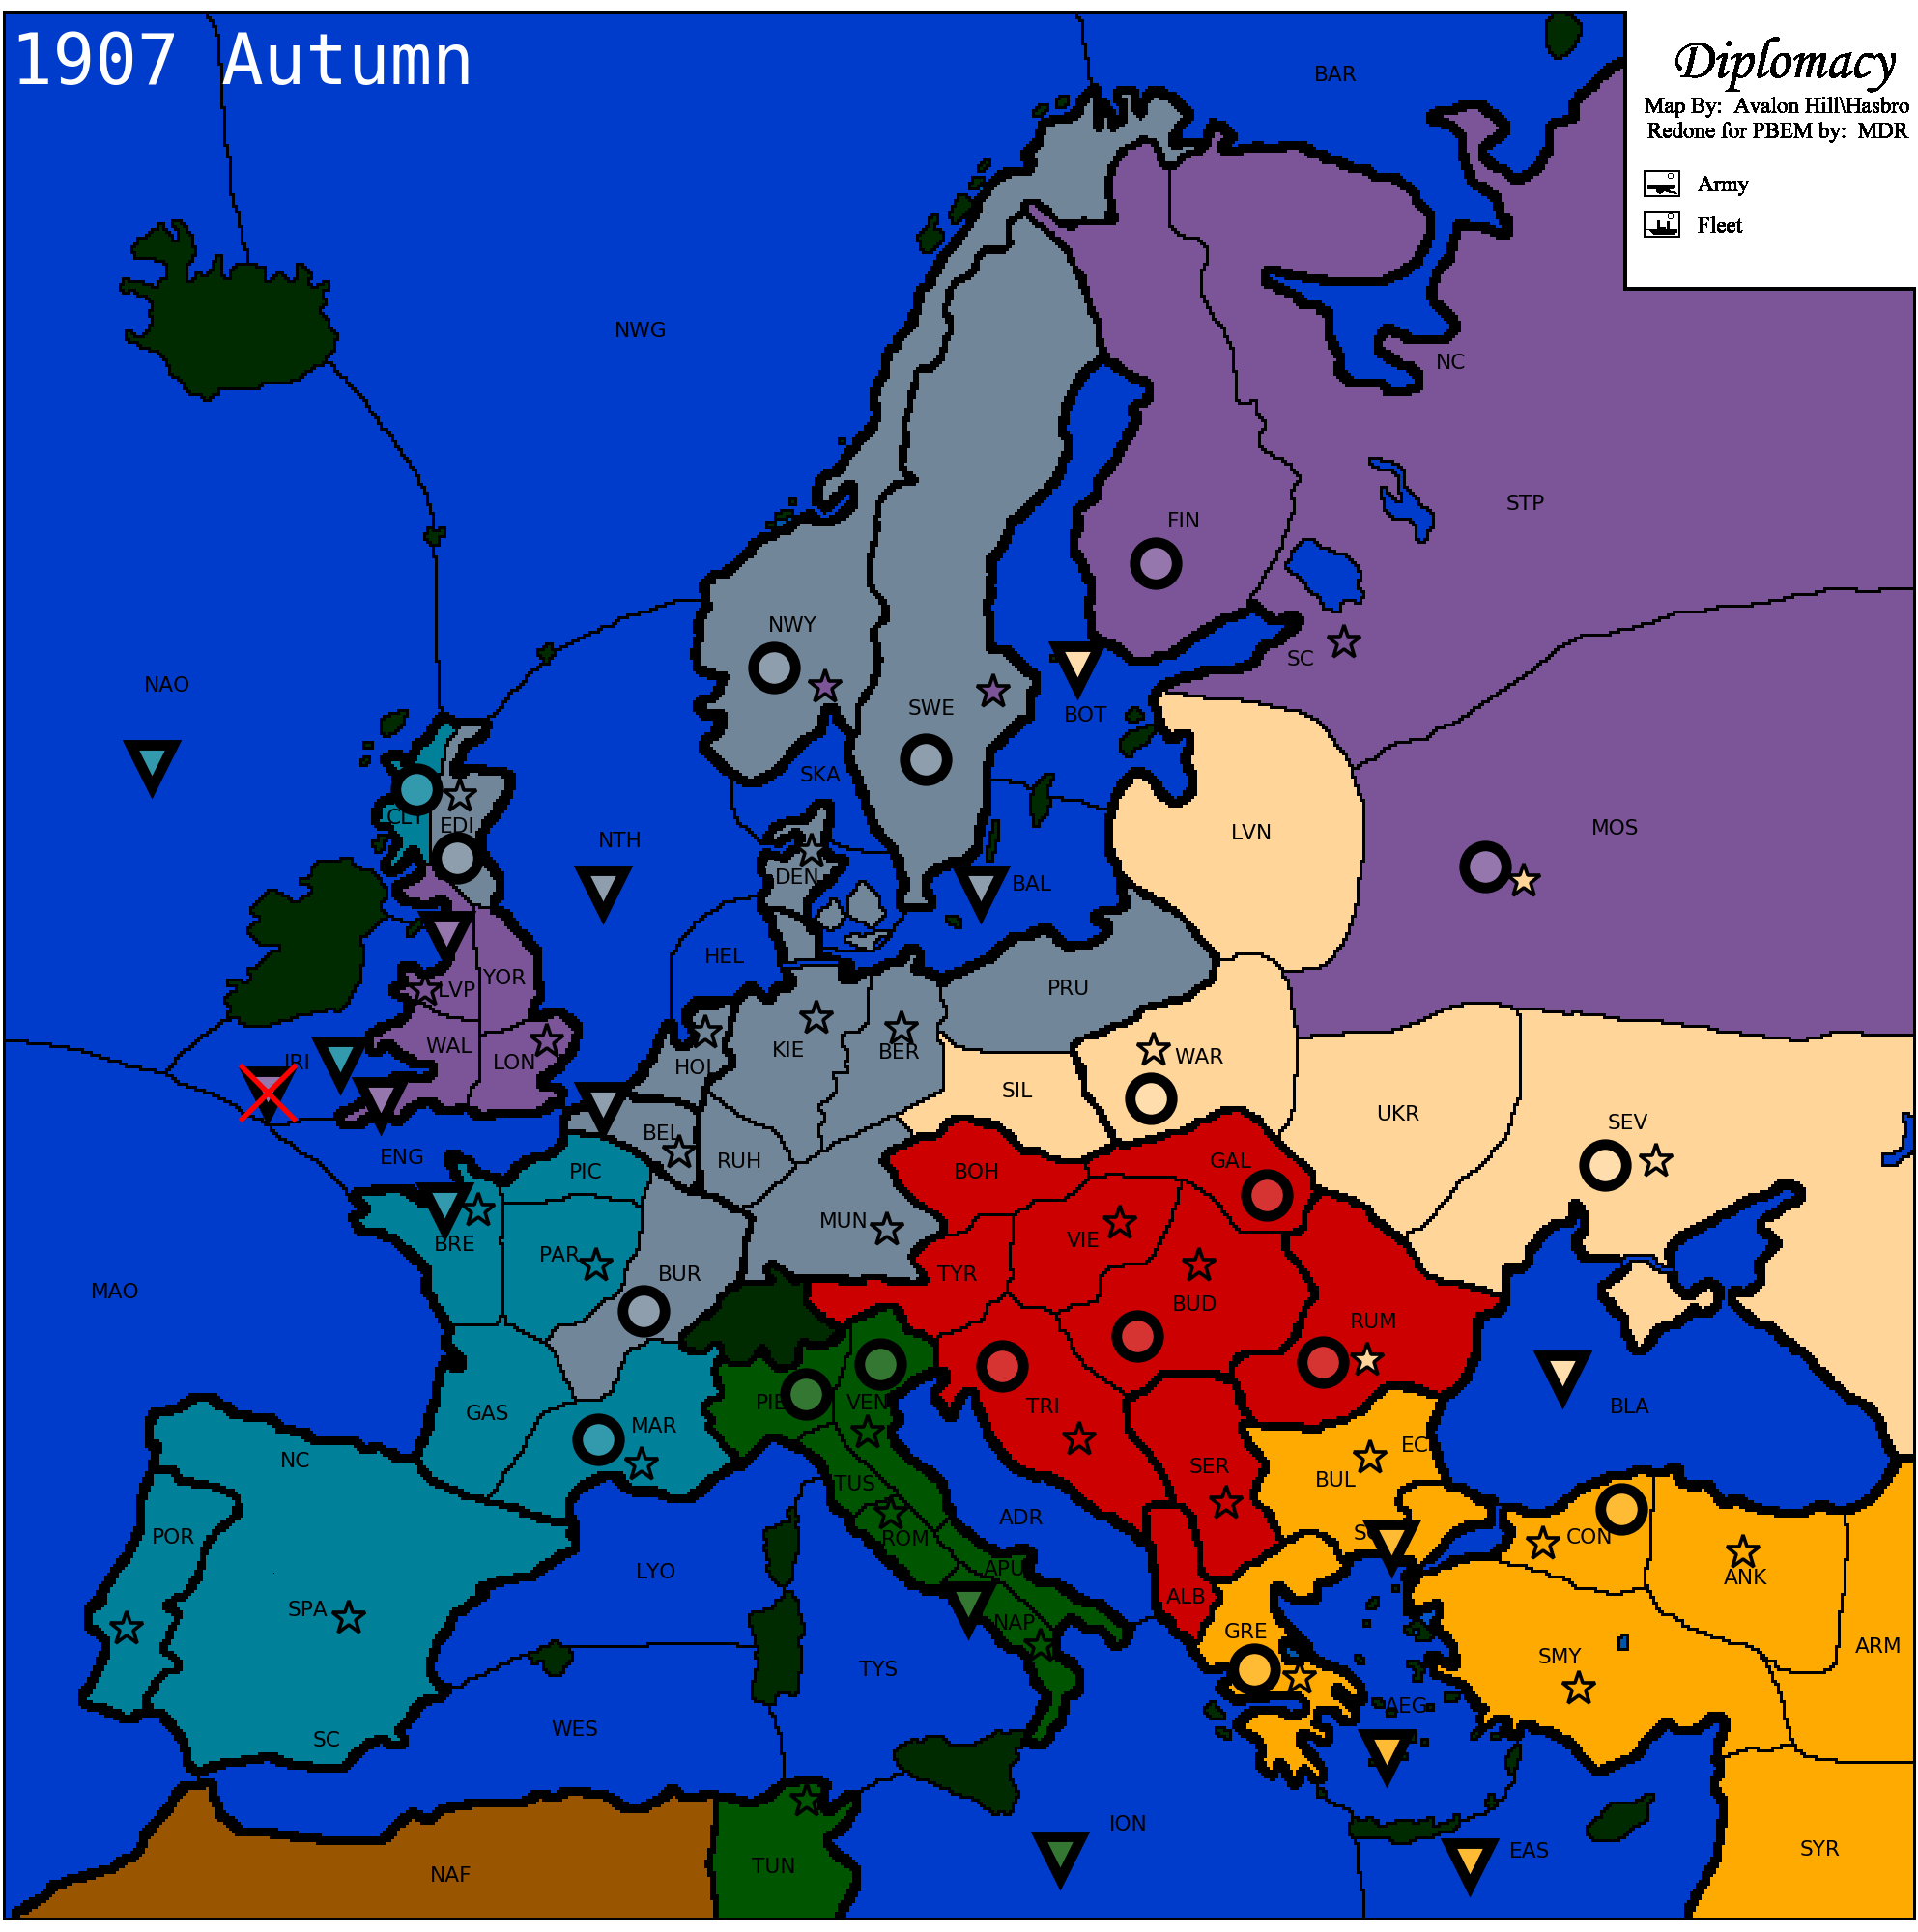 1907 Autumn
Diplomacy
Map By: Avalon Hill\Hasbro
Redone for PBEM by: MDR
Army
Fleet
BAR
NWG
NC
STP
FIN
NWY
SC
NAO
SWE
BOT
SKA
CLY
EDI
NTH
LVN
MOS
DEN
BAL
HEL
YOR
LVP
PRU
IRI
WAL
LON
HOL
KIE
BER
WAR
SIL
UKR
SEV
ENG
BEL
PIC
RUH
BOH
GAL
MUN
VIE
BRE
PAR
BUR
TYR
BUD
MAO
RUM
PIE
VEN
TRI
BLA
GAS
MAR
NC
TUS
SER
BUL
EC
POR
ROM
ADR
SC
CON
LYO
APU
ANK
SPA
NAP
ALB
GRE
ARM
TYS
SMY
SC
WES
AEG
ION
EAS
NAF
TUN
SYR